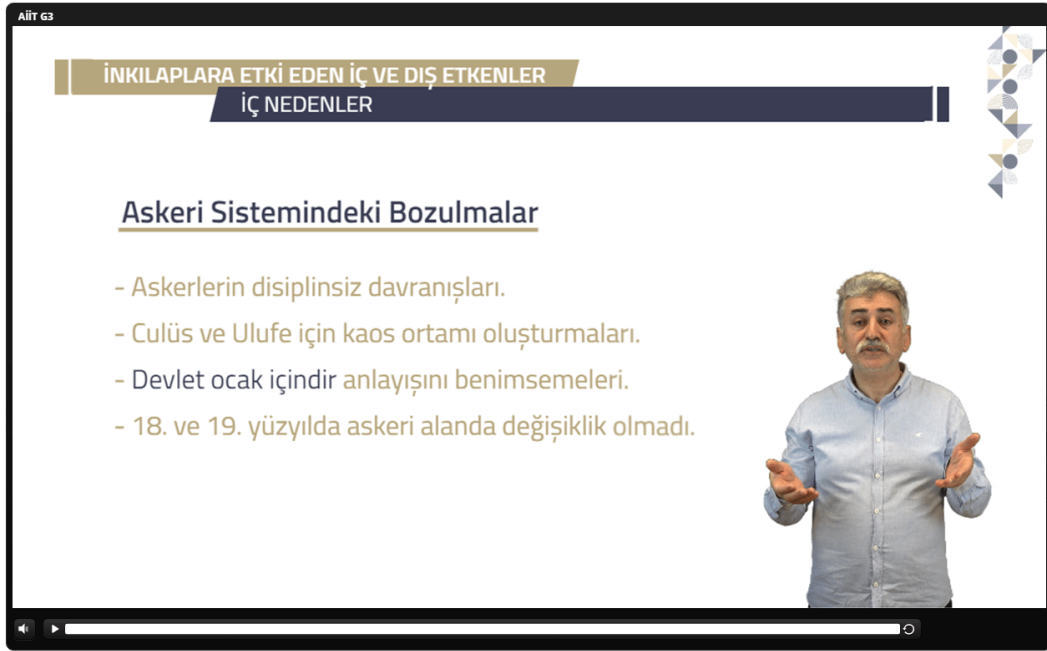 AİİT G3
İNKILAPLARA ETKİ EDEN İÇ VE DIŞ ETKENLER
İÇ NEDENLER
Askeri Sistemindeki Bozulmalar
- Askerlerin disiplinsiz davranışları.
- Culüs ve Ulufe için kaos ortamı oluşturmaları.
- Devlet ocak içindir anlayışını benimsemeleri.
- 18. ve 19. yüzyılda askeri alanda değişiklik olmadı.